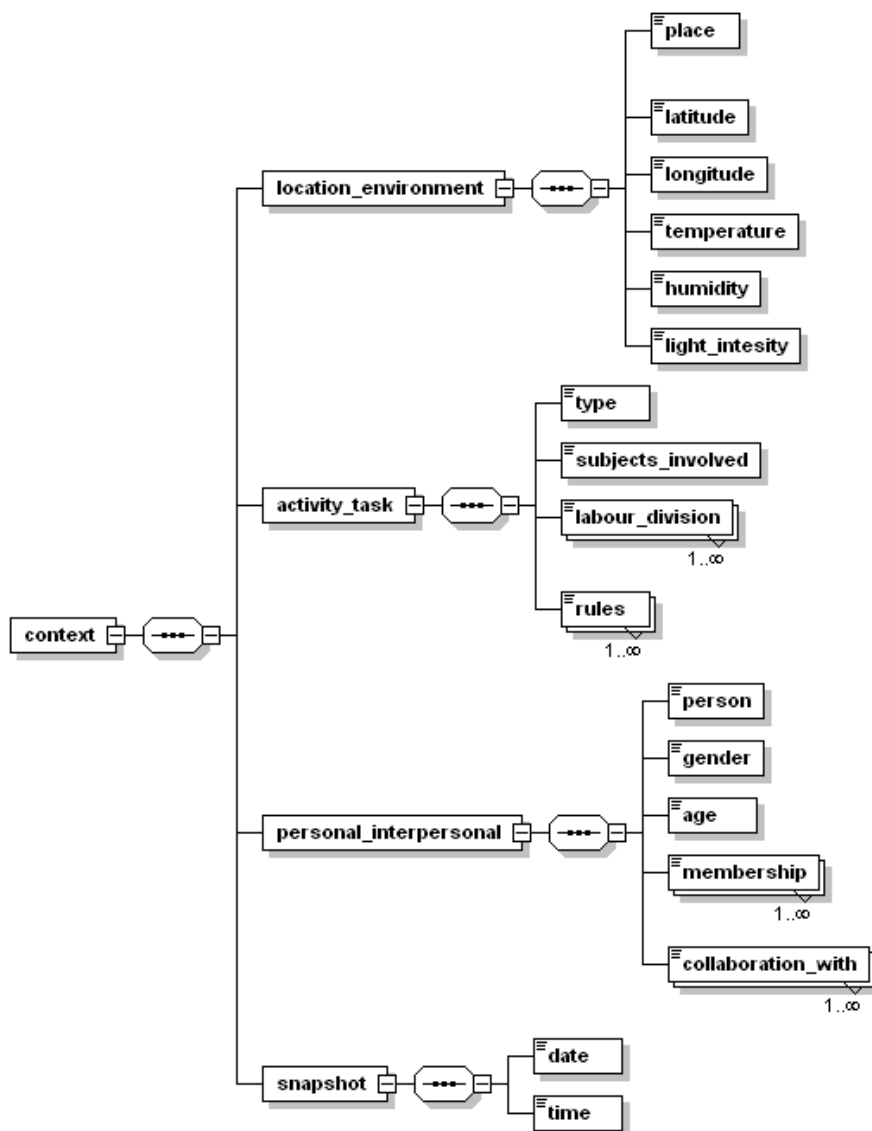 place
latitude
location_environment
longitude
temperature
humidity
light_intesity
type
subjects_involved
activity_task
labour_division
1..∞
rules
context
1..∞
person
gender
age
personal_interpersonal
membership
1..∞
collaboration_with
1..∞
date
snapshot
time